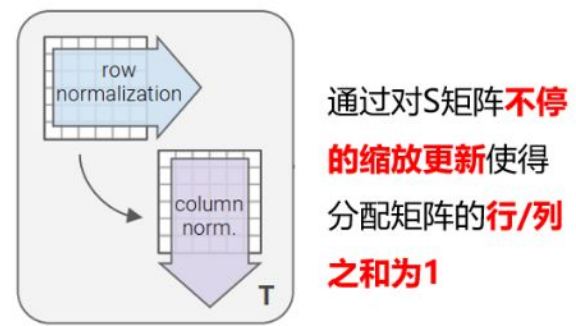 row
normalization
column
norm.
T
通过对S矩阵不停
的缩放更新使得
分配矩阵的行/列
之和为1